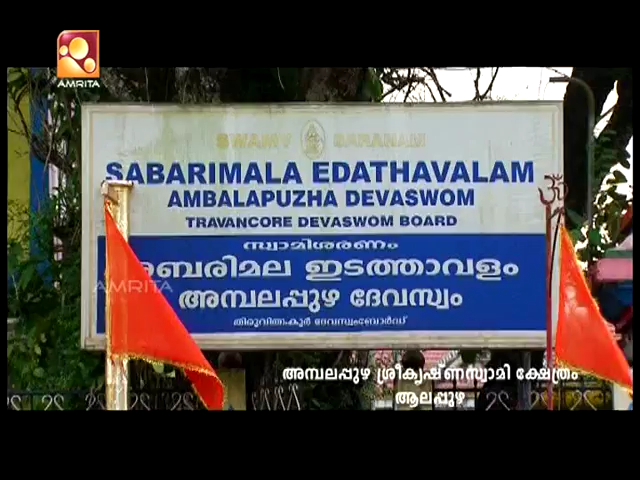 AMRITA
SWAMY SARANAM
SABARIMALA EDATHAVALAM
AMBALAPUZHA DEVASWOM
TRAVANCORE DEVASWOM BOARD
സ്വാമിശരണം
ബരിമല ഇടത്താവളം
AMRITA
അമ്പലപ്പുഴ ദേവസ്വം
തിരുവിതാംകൂർ ദേവസ്വംബോർഡ്
അമ്പലപ്പുഴ ശ്രീകൃഷ്ണസ്വാമി ക്ഷേത്രം
ആലപ്പുഴ